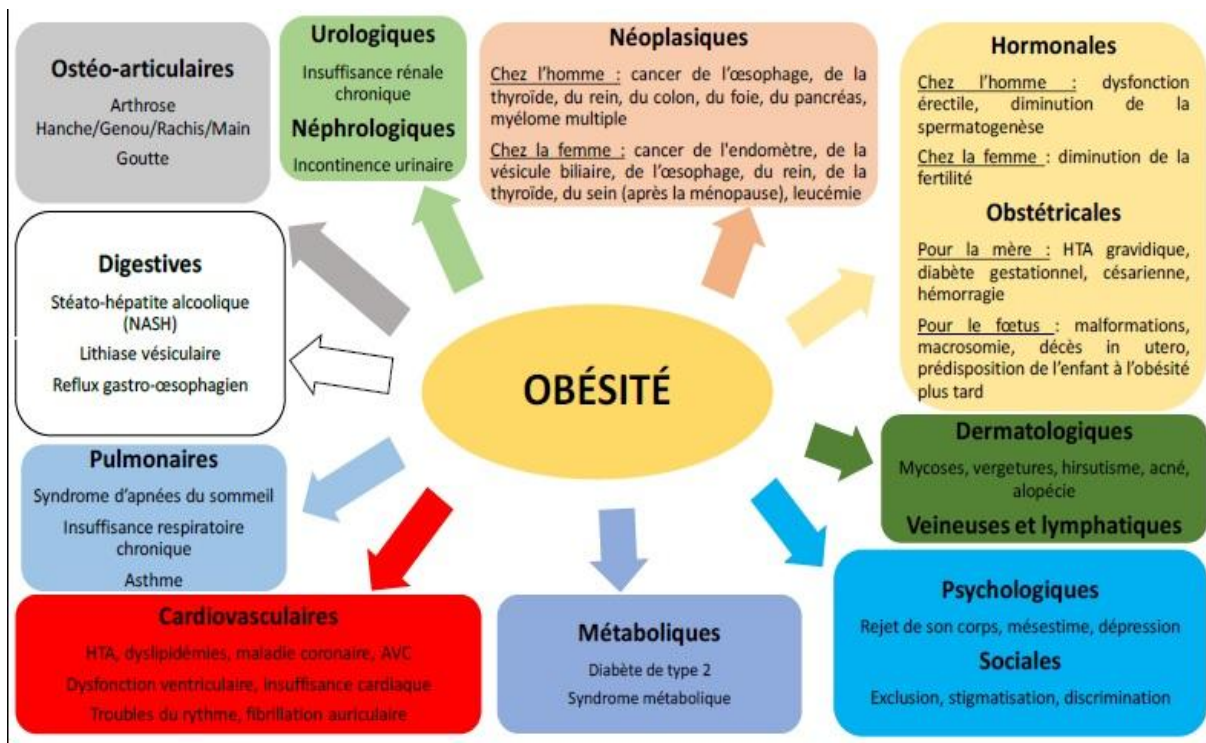 Ostéo-articulaires
Arthrose
Hanche/Genou/Rachis/Main
Goutte
Urologiques
Insuffisance rénale
chronique
Néphrologiques
Incontinence urinaire
Néoplasiques
Chez l'homme : cancer de l'œsophage, de la
thyroïde, du rein, du colon, du foie, du pancréas,
myélome multiple
Chez la femme : cancer de l'endomètre, de la
vésicule biliaire, de l'œsophage, du rein, de la
thyroïde, du sein (après la ménopause), leucémie
Hormonales
Chez l'homme : dysfonction
érectile, diminution de la
spermatogenèse
Chez la femme : diminution de la
fertilité
Obstétricales
Pour la mère : HTA gravidique,
diabète gestationnel, césarienne,
hémorragie
Pour le fœtus : malformations,
macrosomie, décès in utero,
prédisposition de l'enfant à l'obésité
plus tard
Digestives
Stéato-hépatite alcoolique
(NASH)
Lithiase vésiculaire
Reflux gastro-œsophagien
OBÉSITÉ
Pulmonaires
Syndrome d'apnées du sommeil
Insuffisance respiratoire
chronique
Asthme
Dermatologiques
Mycoses, vergetures, hirsutisme, acné,
alopécie
Veineuses et lymphatiques
Cardiovasculaires
HTA, dyslipidémies, maladie coronaire, AVC
Dysfonction ventriculaire, insuffisance cardiaque
Troubles du rythme, fibrillation auriculaire
Métaboliques
Diabète de type 2
Syndrome métabolique
Psychologiques
Rejet de son corps, mésestime, dépression
Sociales
Exclusion, stigmatisation, discrimination